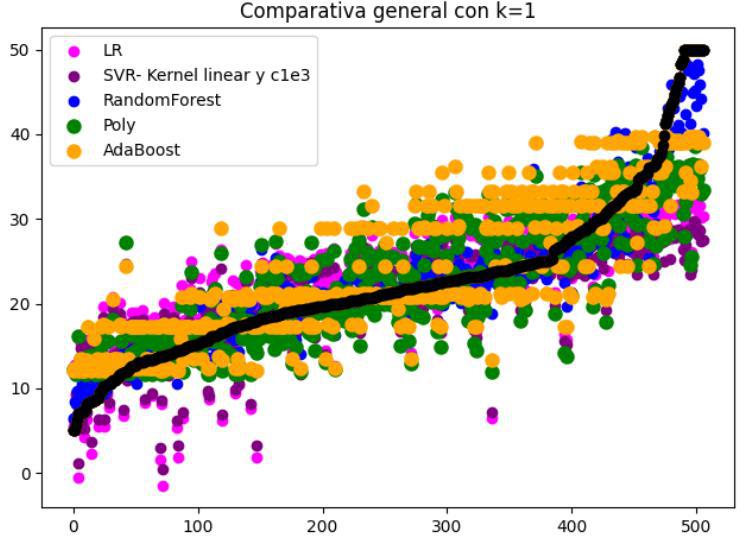 Comparativa general con k=1
LR
SVR- Kernel linear y c1e3
RandomForest
Poly
AdaBoost
50
40
30
20
10
0
0 100 200 300 400 500